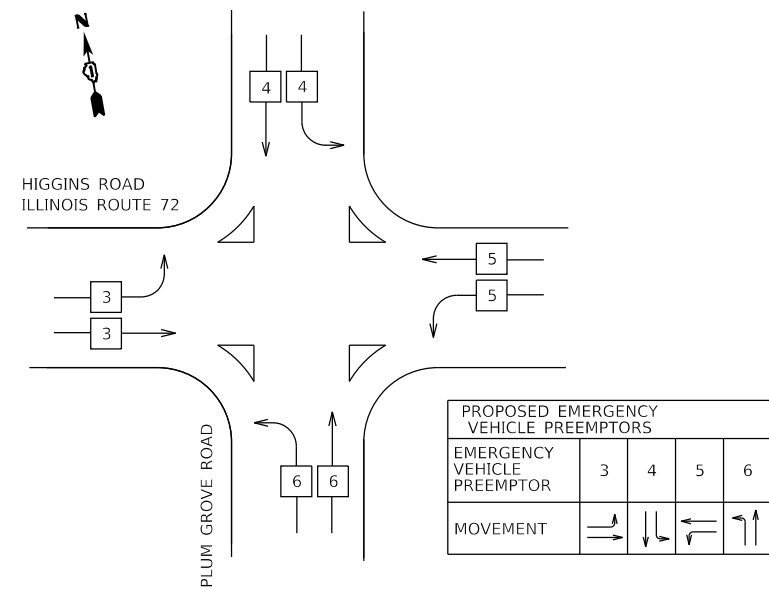 N
4 4
HIGGINS ROAD
ILLINOIS ROUTE 72
5
3
5
3
PLUM GROVE ROAD
6 6
PROPOSED EMERGENCY
VEHICLE PREEMPTORS
EMERGENCY
VEHICLE
PREEMPTOR
3 4 5 6
MOVEMENT